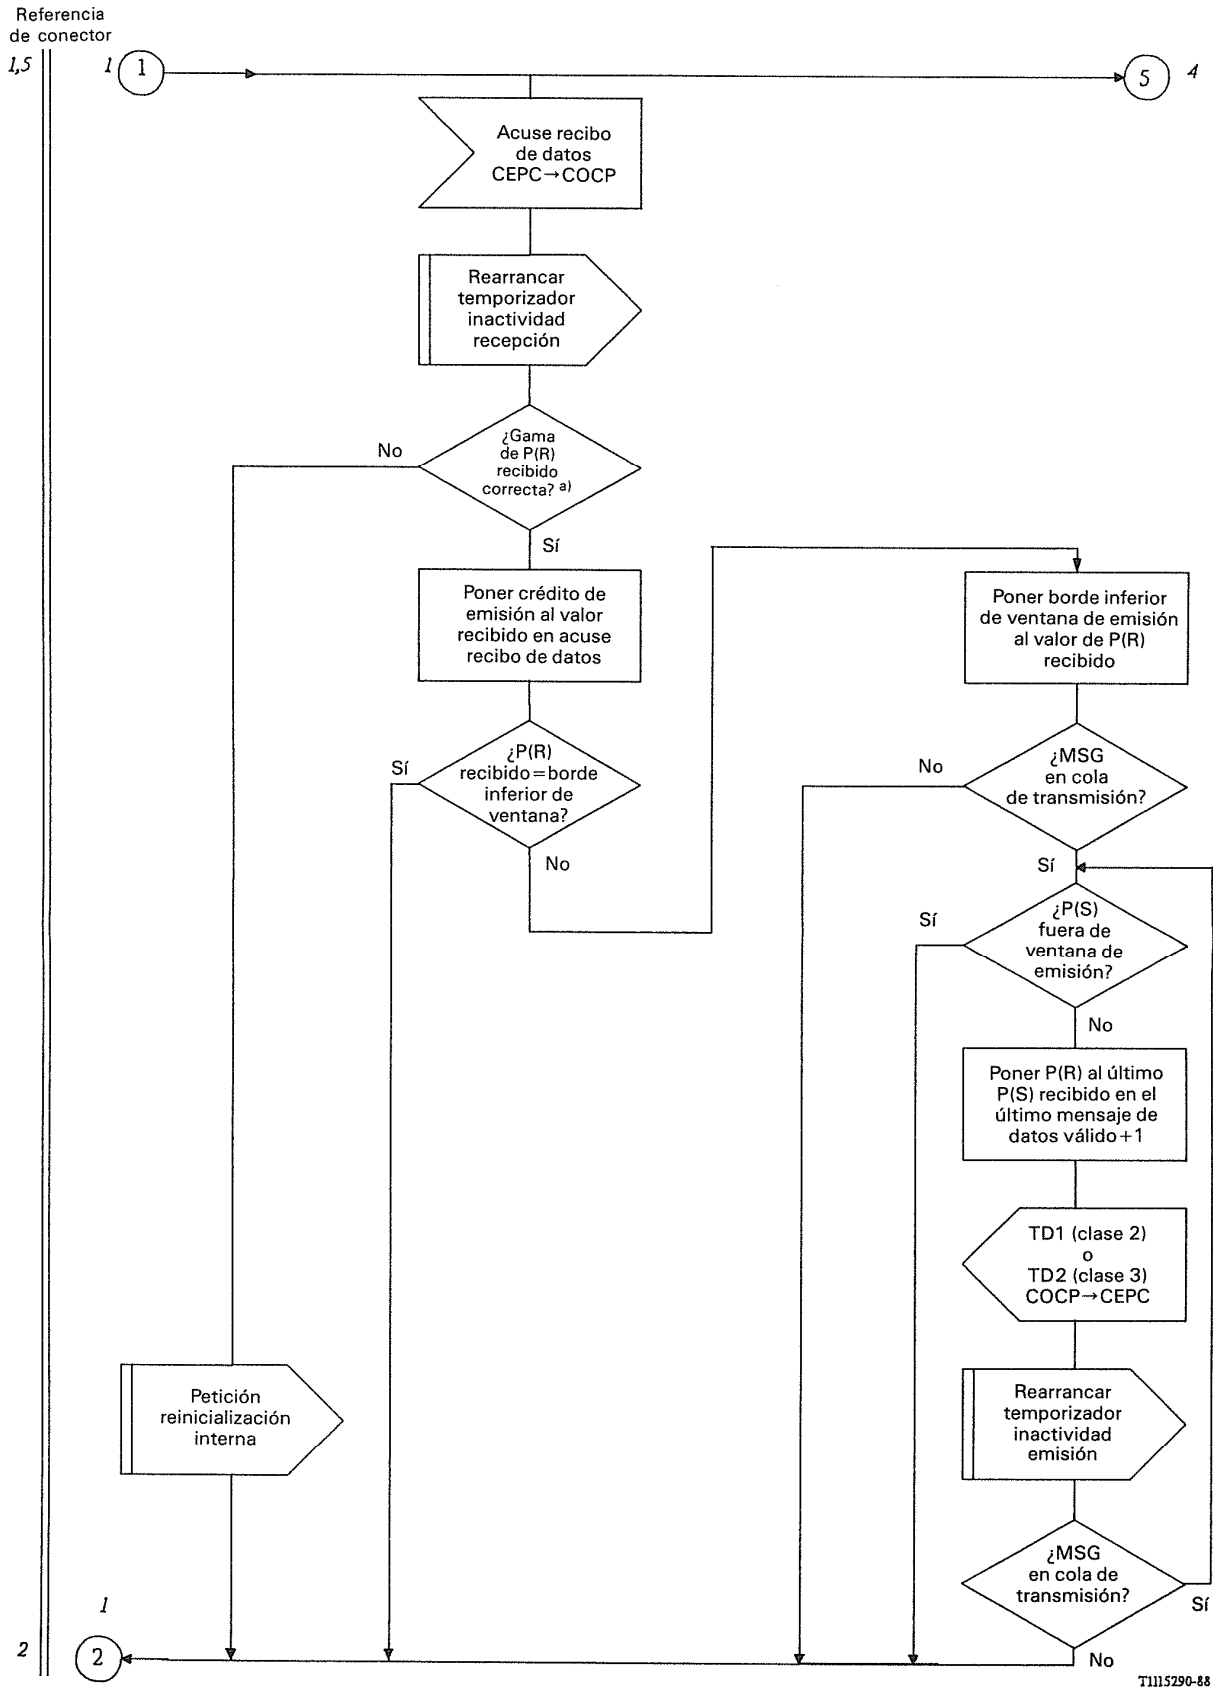 Referencia
de conector
1,5
1
1
5
4
Acuse recibo
de datos
CEPC→COCP
Rearrancar
temporizador
inactividad
recepción
¿Gama
de P(R)
recibido
correcta? a)
No
Sí
Poner crédito de
emisión al valor
recibido en acuse
recibo de datos
¿P(R)
recibido=borde
inferior de
ventana?
Sí
No
Poner borde inferior
de ventana de emisión
al valor de P(R)
recibido
¿MSG
en cola
de transmisión?
No
Sí
¿P(S)
fuera de
ventana de
emisión?
Sí
No
Poner P(R) al último
P(S) recibido en el
último mensaje de
datos válido+1
TD1 (clase 2)
o
TD2 (clase 3)
COCP→CEPC
Petición
reinicialización
interna
Rearrancar
temporizador
inactividad
emisión
¿MSG
en cola de
transmisión?
Sí
No
1
2
2
T1115290-88